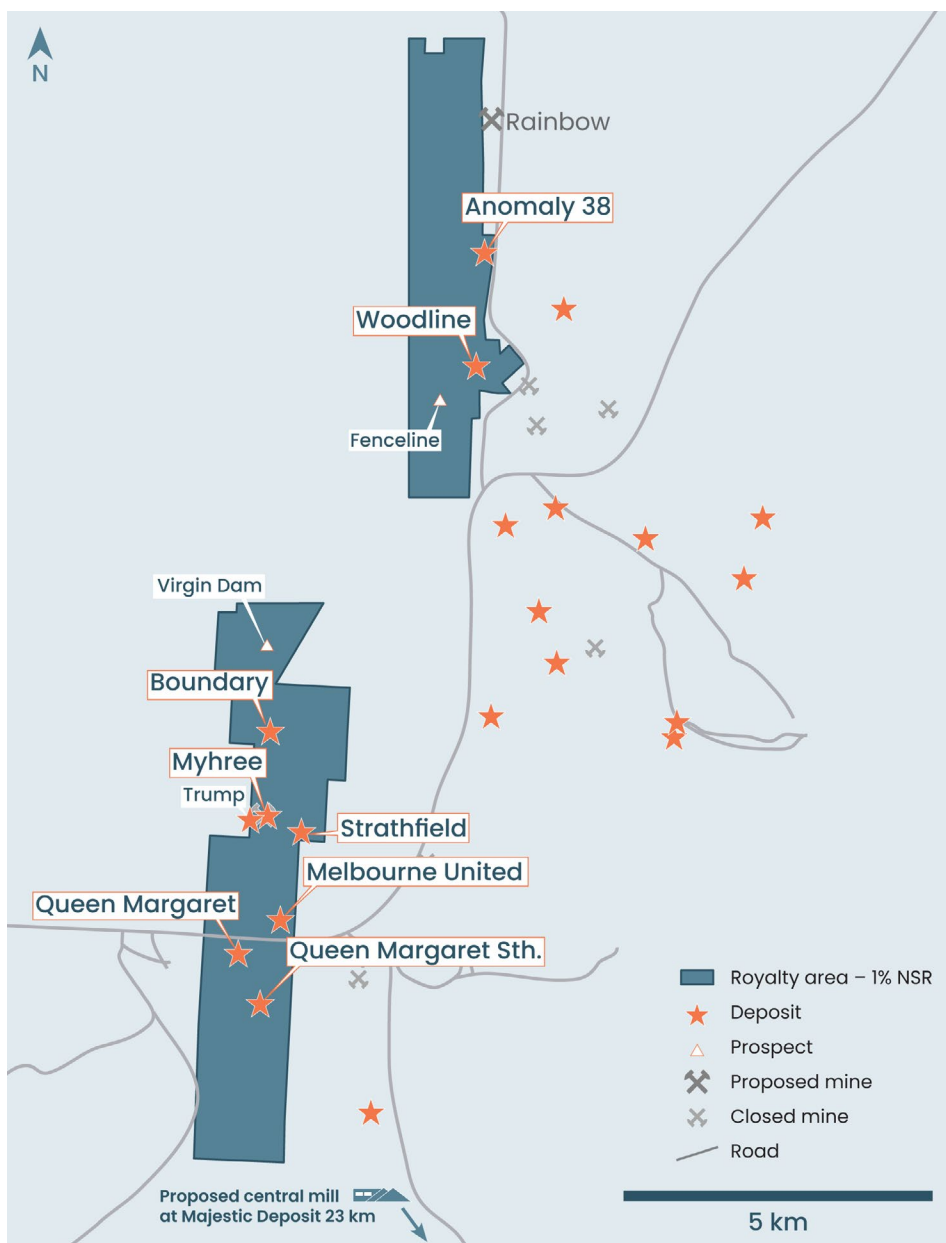 N
Rainbow
Anomaly 38
Woodline
Fenceline
Virgin Dam
Boundary
Myhree
Trump
Strathfield
Melbourne United
Queen Margaret
Queen Margaret Sth.
Royalty area – 1% NSR
Deposit
Prospect
Proposed mine
Closed mine
Road
Proposed central mill
at Majestic Deposit 23 km
5 km